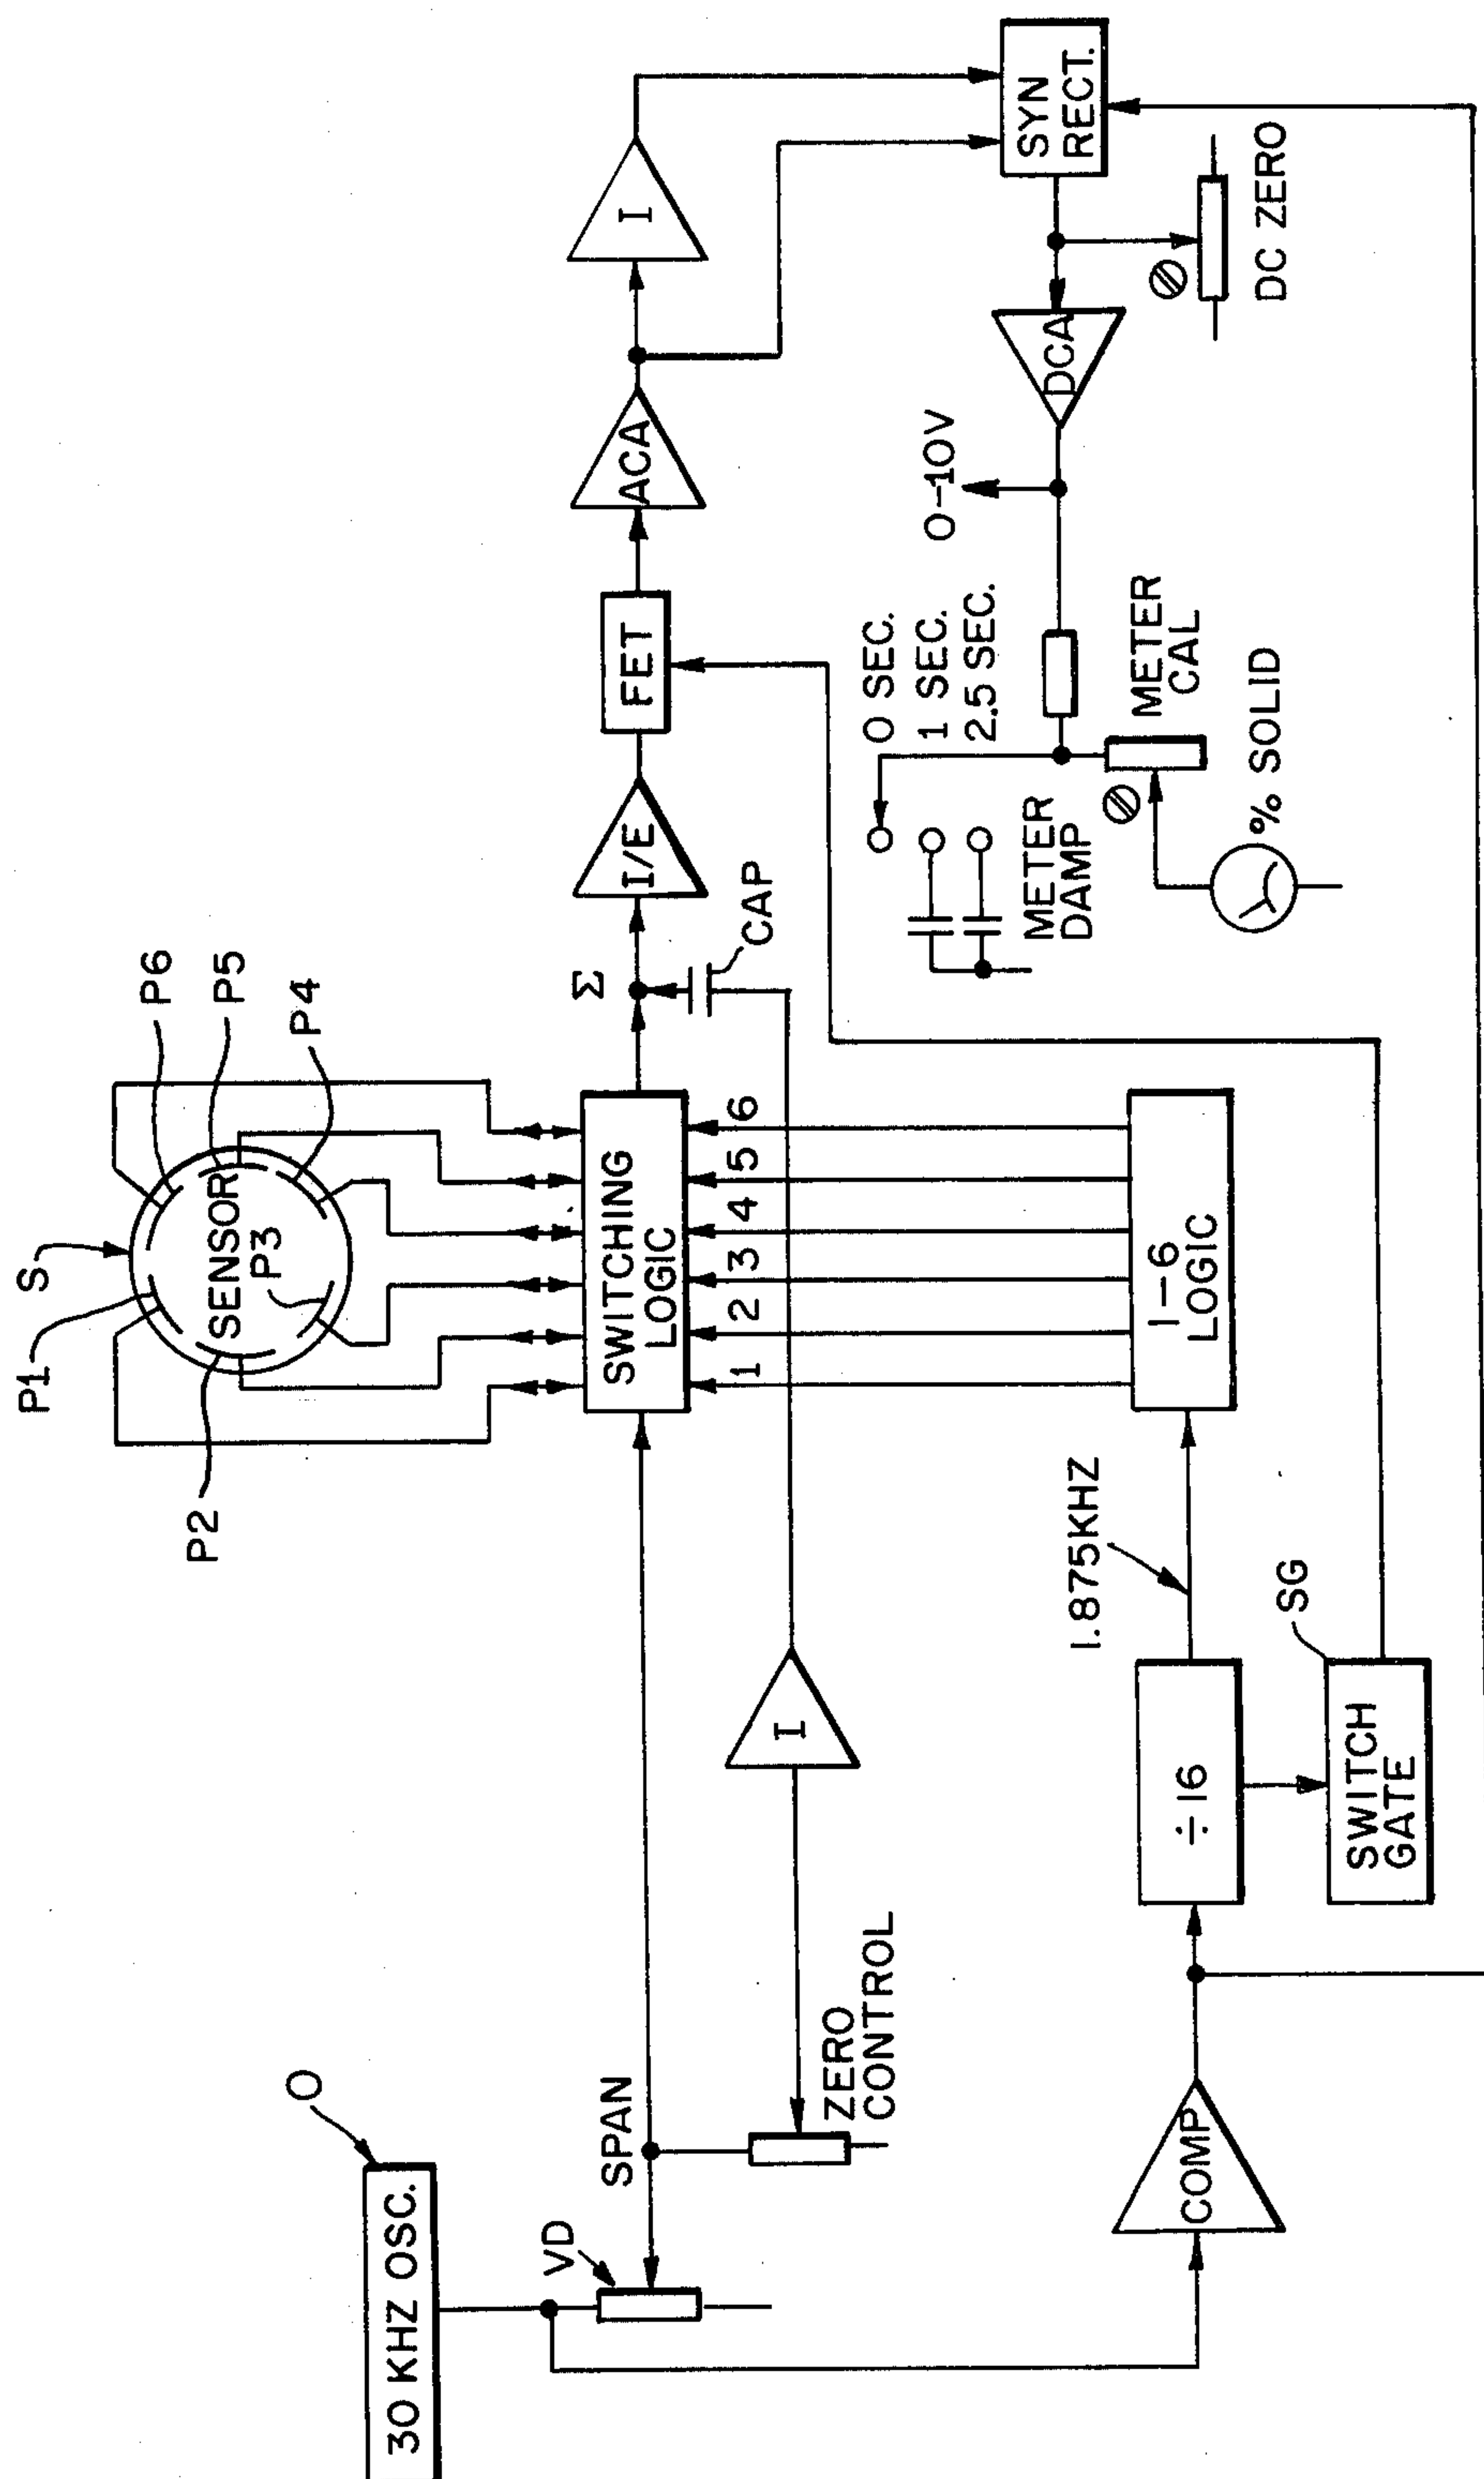 30 KHZ OSC.
O
VD
SPAN
ZERO
CONTROL
I
COMP
÷16
1.875KHZ
SWITCH
GATE
SG
1-6
LOGIC
1 2 3 4 5 6
SWITCHING
LOGIC
S
SENSOR
P1
P2
P3
P4
P5
P6
Σ
CAP
I/E
FET
ACA
I
SYN
RECT.
DC ZERO
DCA
0-10V
0 SEC.
1 SEC.
2.5 SEC.
METER
DAMP
METER
CAL
% SOLID